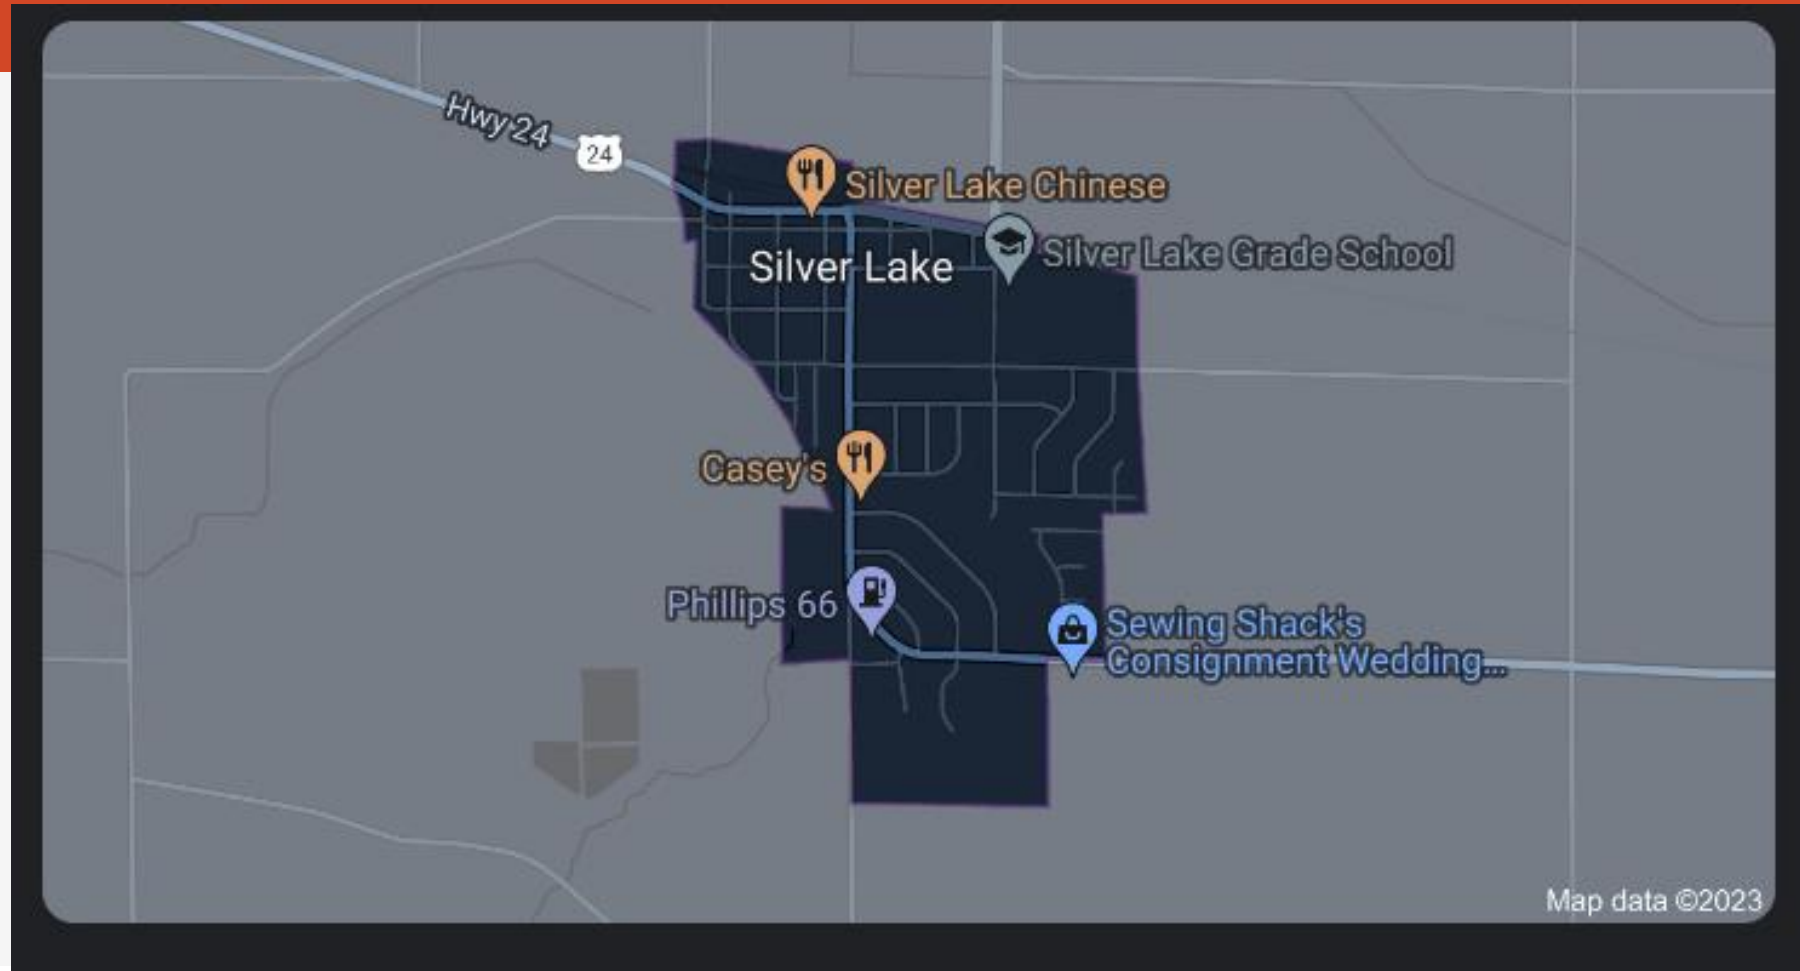 Hwy 24
24
Silver Lake Chinese
Silver Lake Grade School
Silver Lake
Casey's
Phillips 66
Sewing Shack's
Consignment Wedding...
Map data ©2023